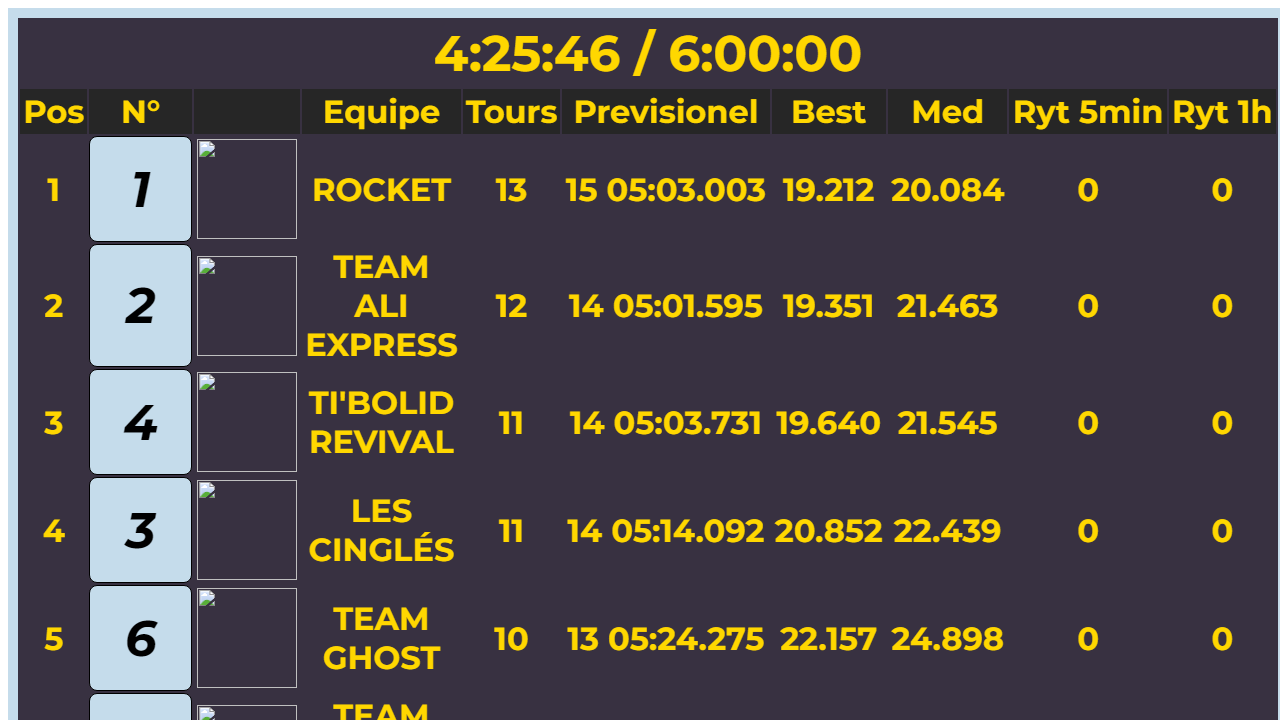 4:25:46 / 6:00:00
Pos N° Equipe Tours Previsionel Best Med Ryt 5min Ryt 1h
1 1 ROCKET 13 15 05:03.003 19.212 20.084 0 0
TEAM
2 2 ALI 12 14 05:01.595 19.351 21.463 0 0
EXPRESS
TI'BOLID
3 4 11 14 05:03.731 19.640 21.545 0 0
REVIVAL
LES
4 3 11 14 05:14.092 20.852 22.439 0 0
CINGLÉS
TEAM
5 6 10 13 05:24.275 22.157 24.898 0 0
GHOST
TEAM